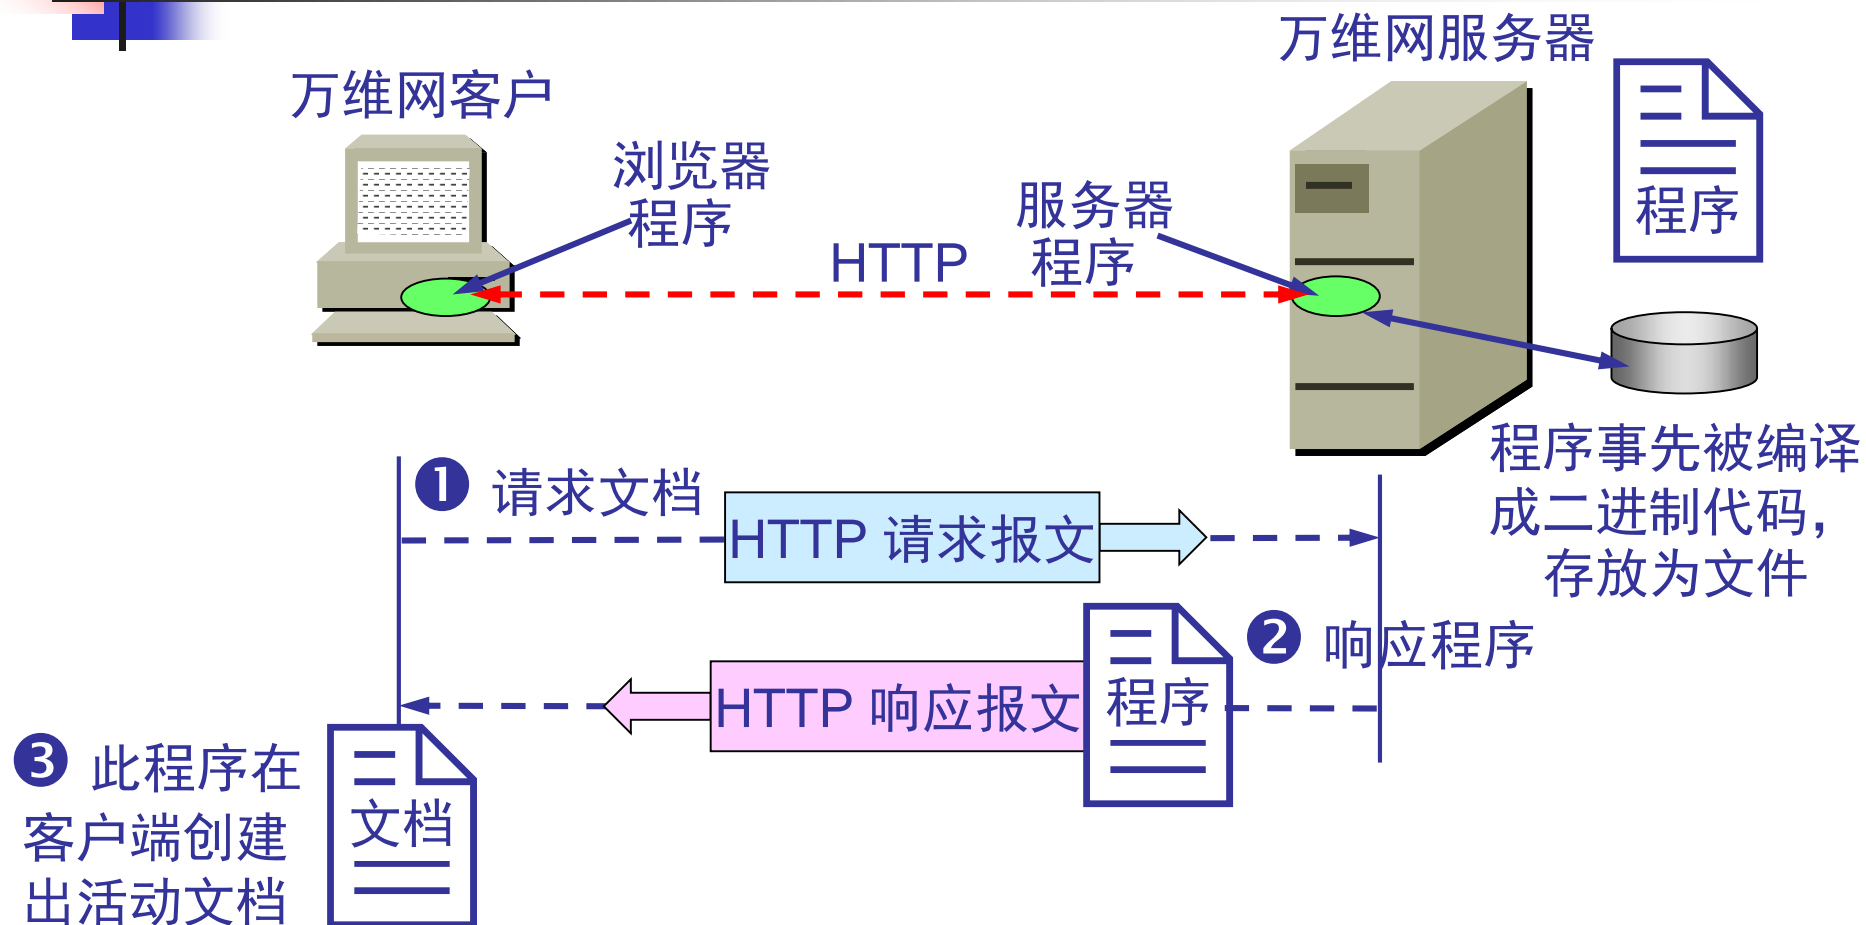 万维网服务器
万维网客户
浏览器
程序
服务器
程序
HTTP
程序
程序事先被编译
成二进制代码，
存放为文件
❶ 请求文档
HTTP 请求报文
❷ 响应程序
HTTP 响应报文
程序
❸ 此程序在
客户端创建
出活动文档
文档